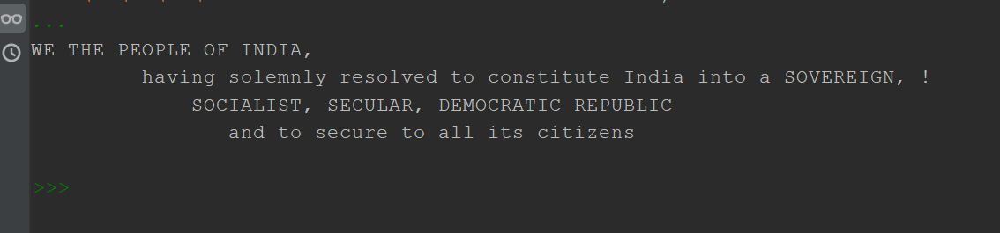 ...
WE THE PEOPLE OF INDIA,
having solemnly resolved to constitute India into a SOVEREIGN, !
SOCIALIST, SECULAR, DEMOCRATIC REPUBLIC
and to secure to all its citizens
>>>